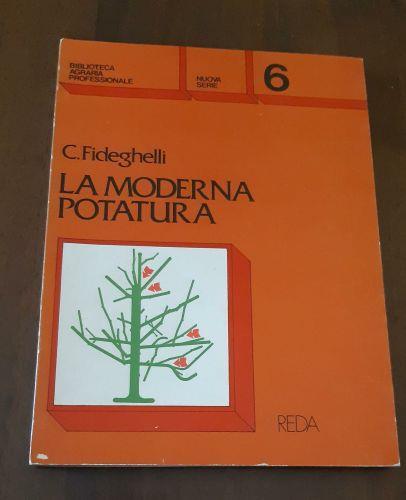 BIBLIOTECA
AGRARIA
PROFESSIONALE
NUOVA
SERIE
6
C.Fideghelli
LA MODERNA
POTATURA
REDA